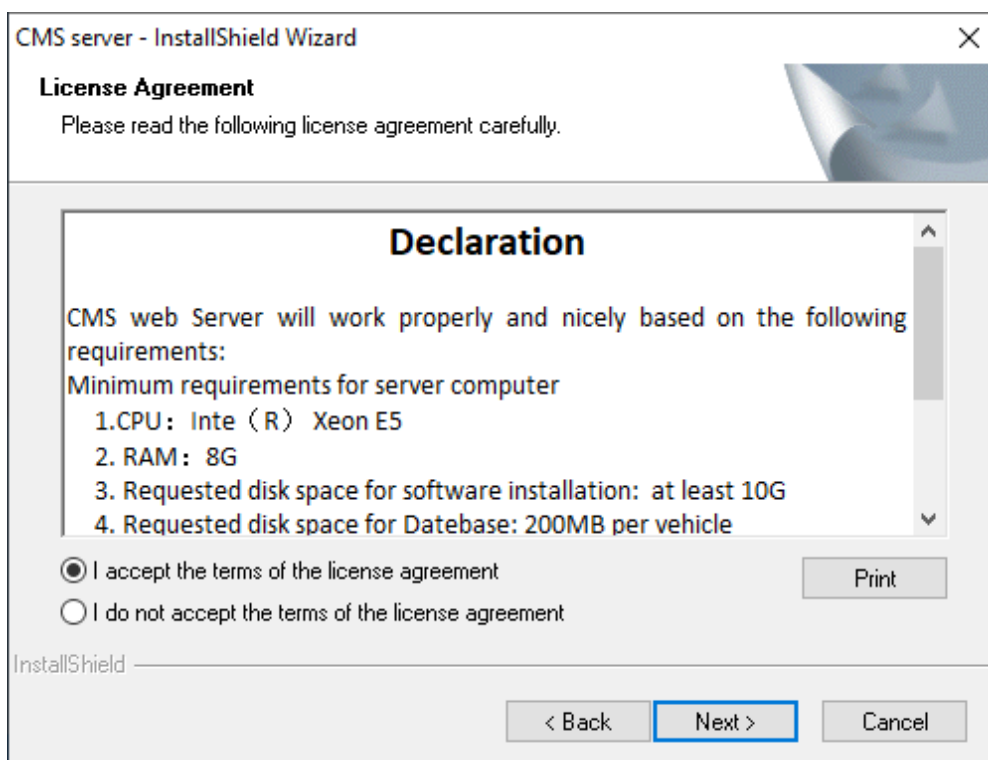 CMS server - InstallShield Wizard
License Agreement
Please read the following license agreement carefully.
Declaration
CMS web Server will work properly and nicely based on the following
requirements:
Minimum requirements for server computer
1.CPU：Inte（R） Xeon E5
2. RAM：8G
3. Requested disk space for software installation: at least 10G
4. Requested disk space for Datebase: 200MB per vehicle
I accept the terms of the license agreement
Print
I do not accept the terms of the license agreement
InstallShield
< Back
Next >
Cancel